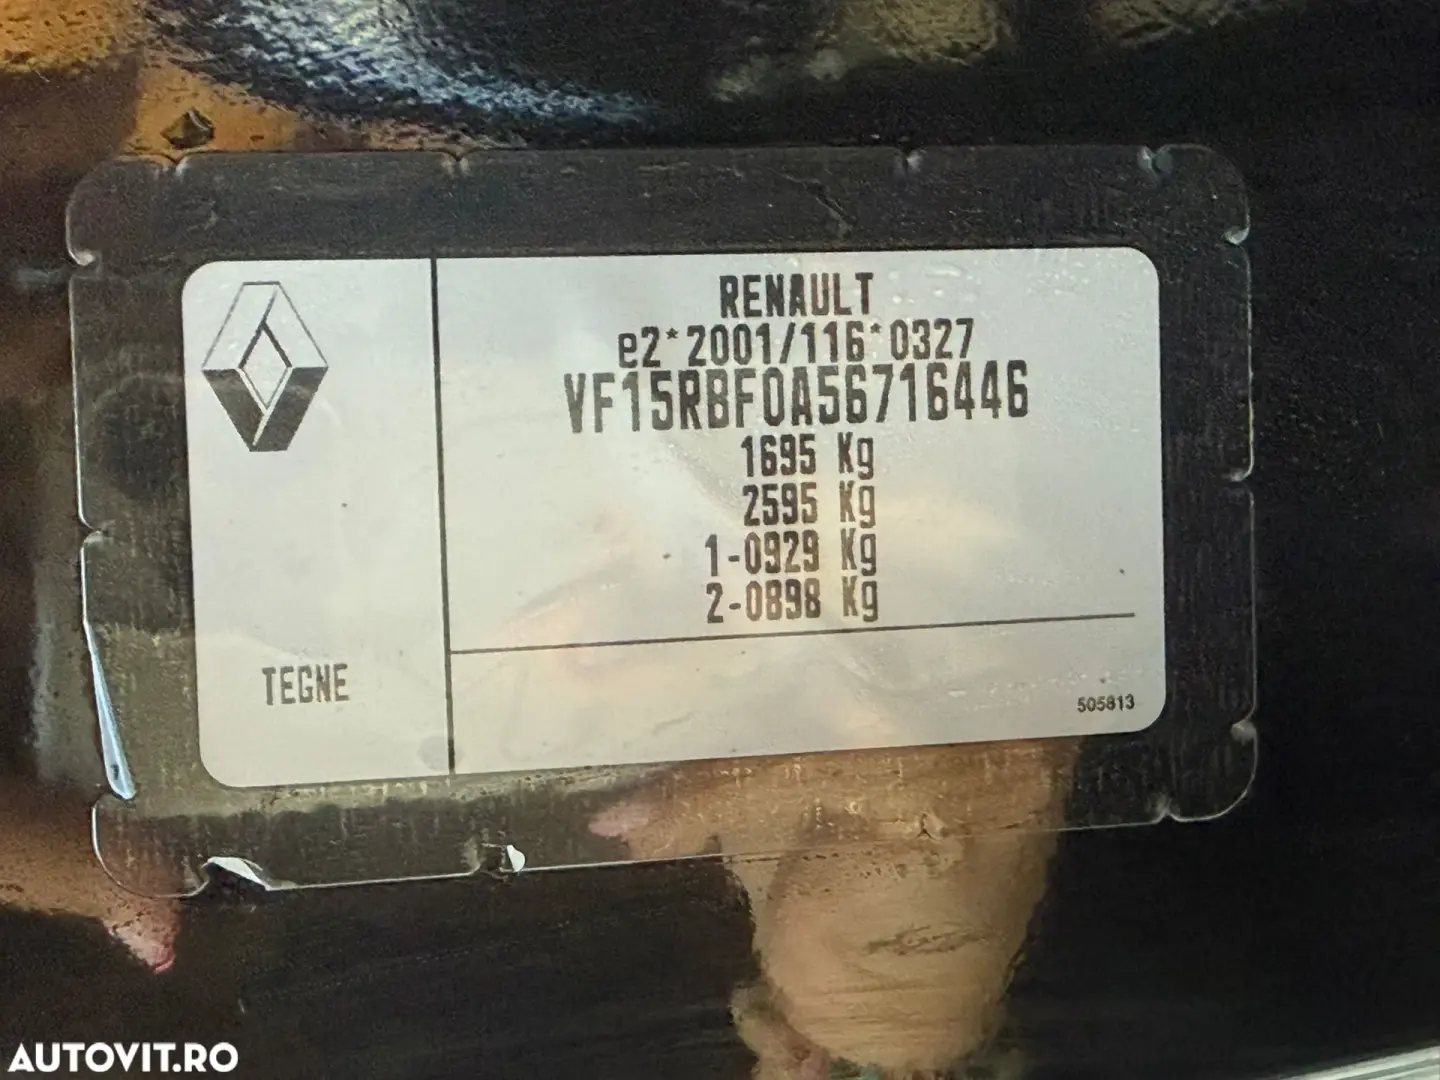 RENAULT
e2*2001/116*0327
VF15RBF0A56716446
1695 Kg
2595 Kg
1-0929 Kg
2-0898 Kg
TEGNE
505813
AUTOVIT.RO